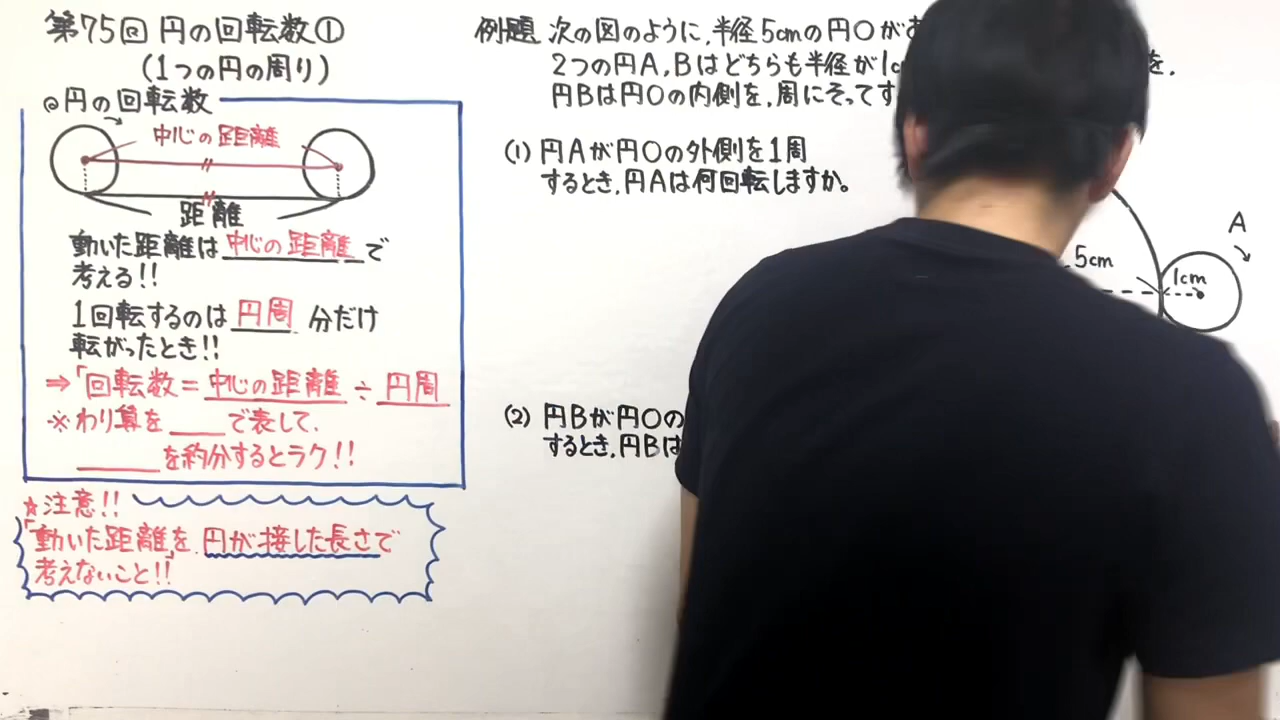 第75回 円の回転数①
(1つの円の周り)
◎円の回転数
中心の距離
距離
動いた距離は中心の距離で
考える!!
1回転するのは円周分だけ
転がったとき!!
⇒「回転数=中心の距離÷円周
※わり算を___で表して、
_____を約分するとラク!!
☆注意!!
「動いた距離」を、円が接した長さで
考えないこと!!
例題 次の図のように、半径5cmの円Oが
2つの円A、Bはどちらも半径が1c
を、
円Bは円Oの内側を、周にそってす
(1) 円Aが円Oの外側を1周
するとき、円Aは何回転しますか。
A
5cm
1cm
(2) 円Bが円Oの
するとき、円Bは